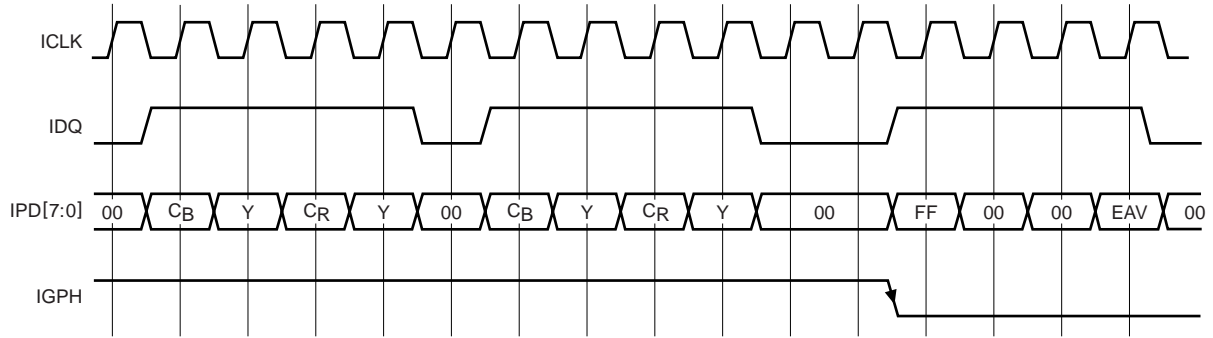 ICLK
IDQ
IPD[7:0] 00 CB Y CR Y 00 CB Y CR Y 00 FF 00 00 EAV 00
IGPH